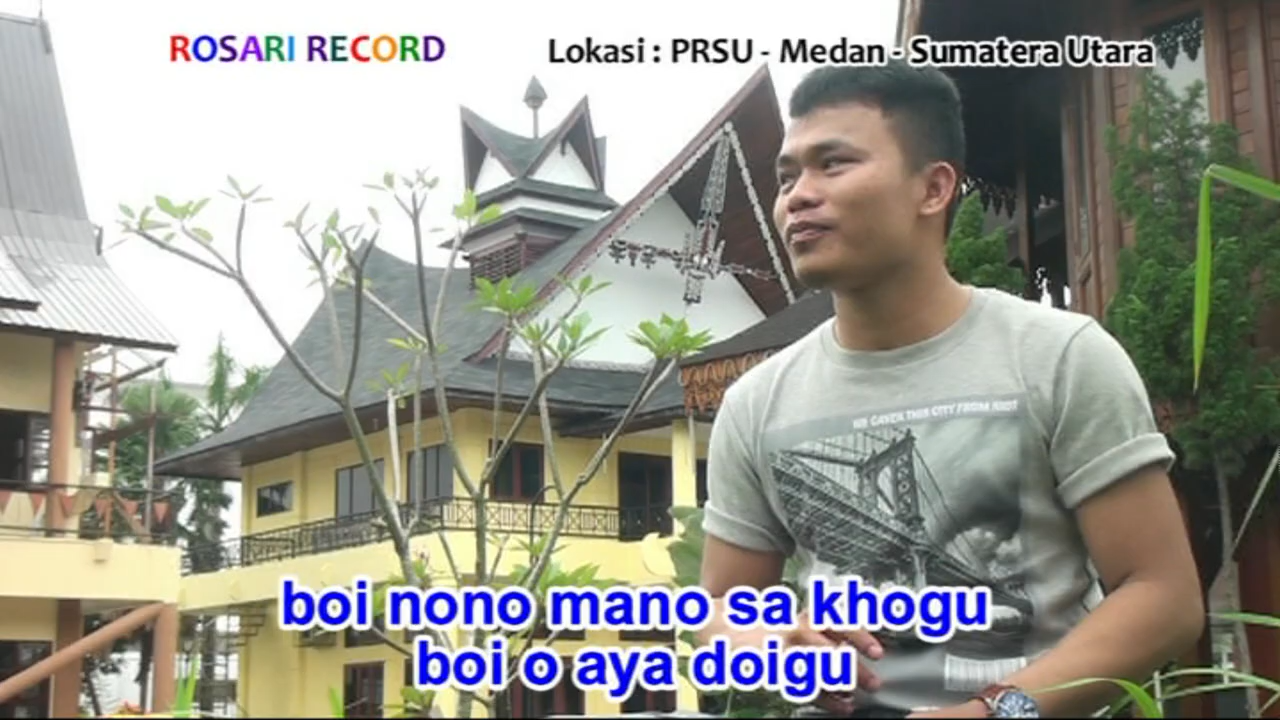 ROSARI RECORD
Lokasi : PRSU - Medan - Sumatera Utara
boi nono mano sa khogu
boi o aya doigu